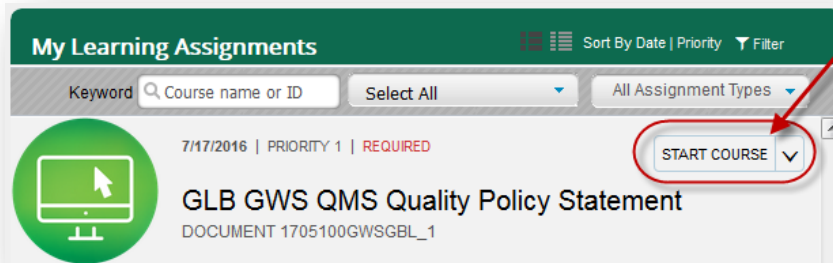 My Learning Assignments Sort By Date | Priority Filter
Keyword Course name or ID Select All All Assignment Types
7/17/2016 | PRIORITY 1 | REQUIRED START COURSE
GLB GWS QMS Quality Policy Statement
DOCUMENT 1705100GWSGBL_1